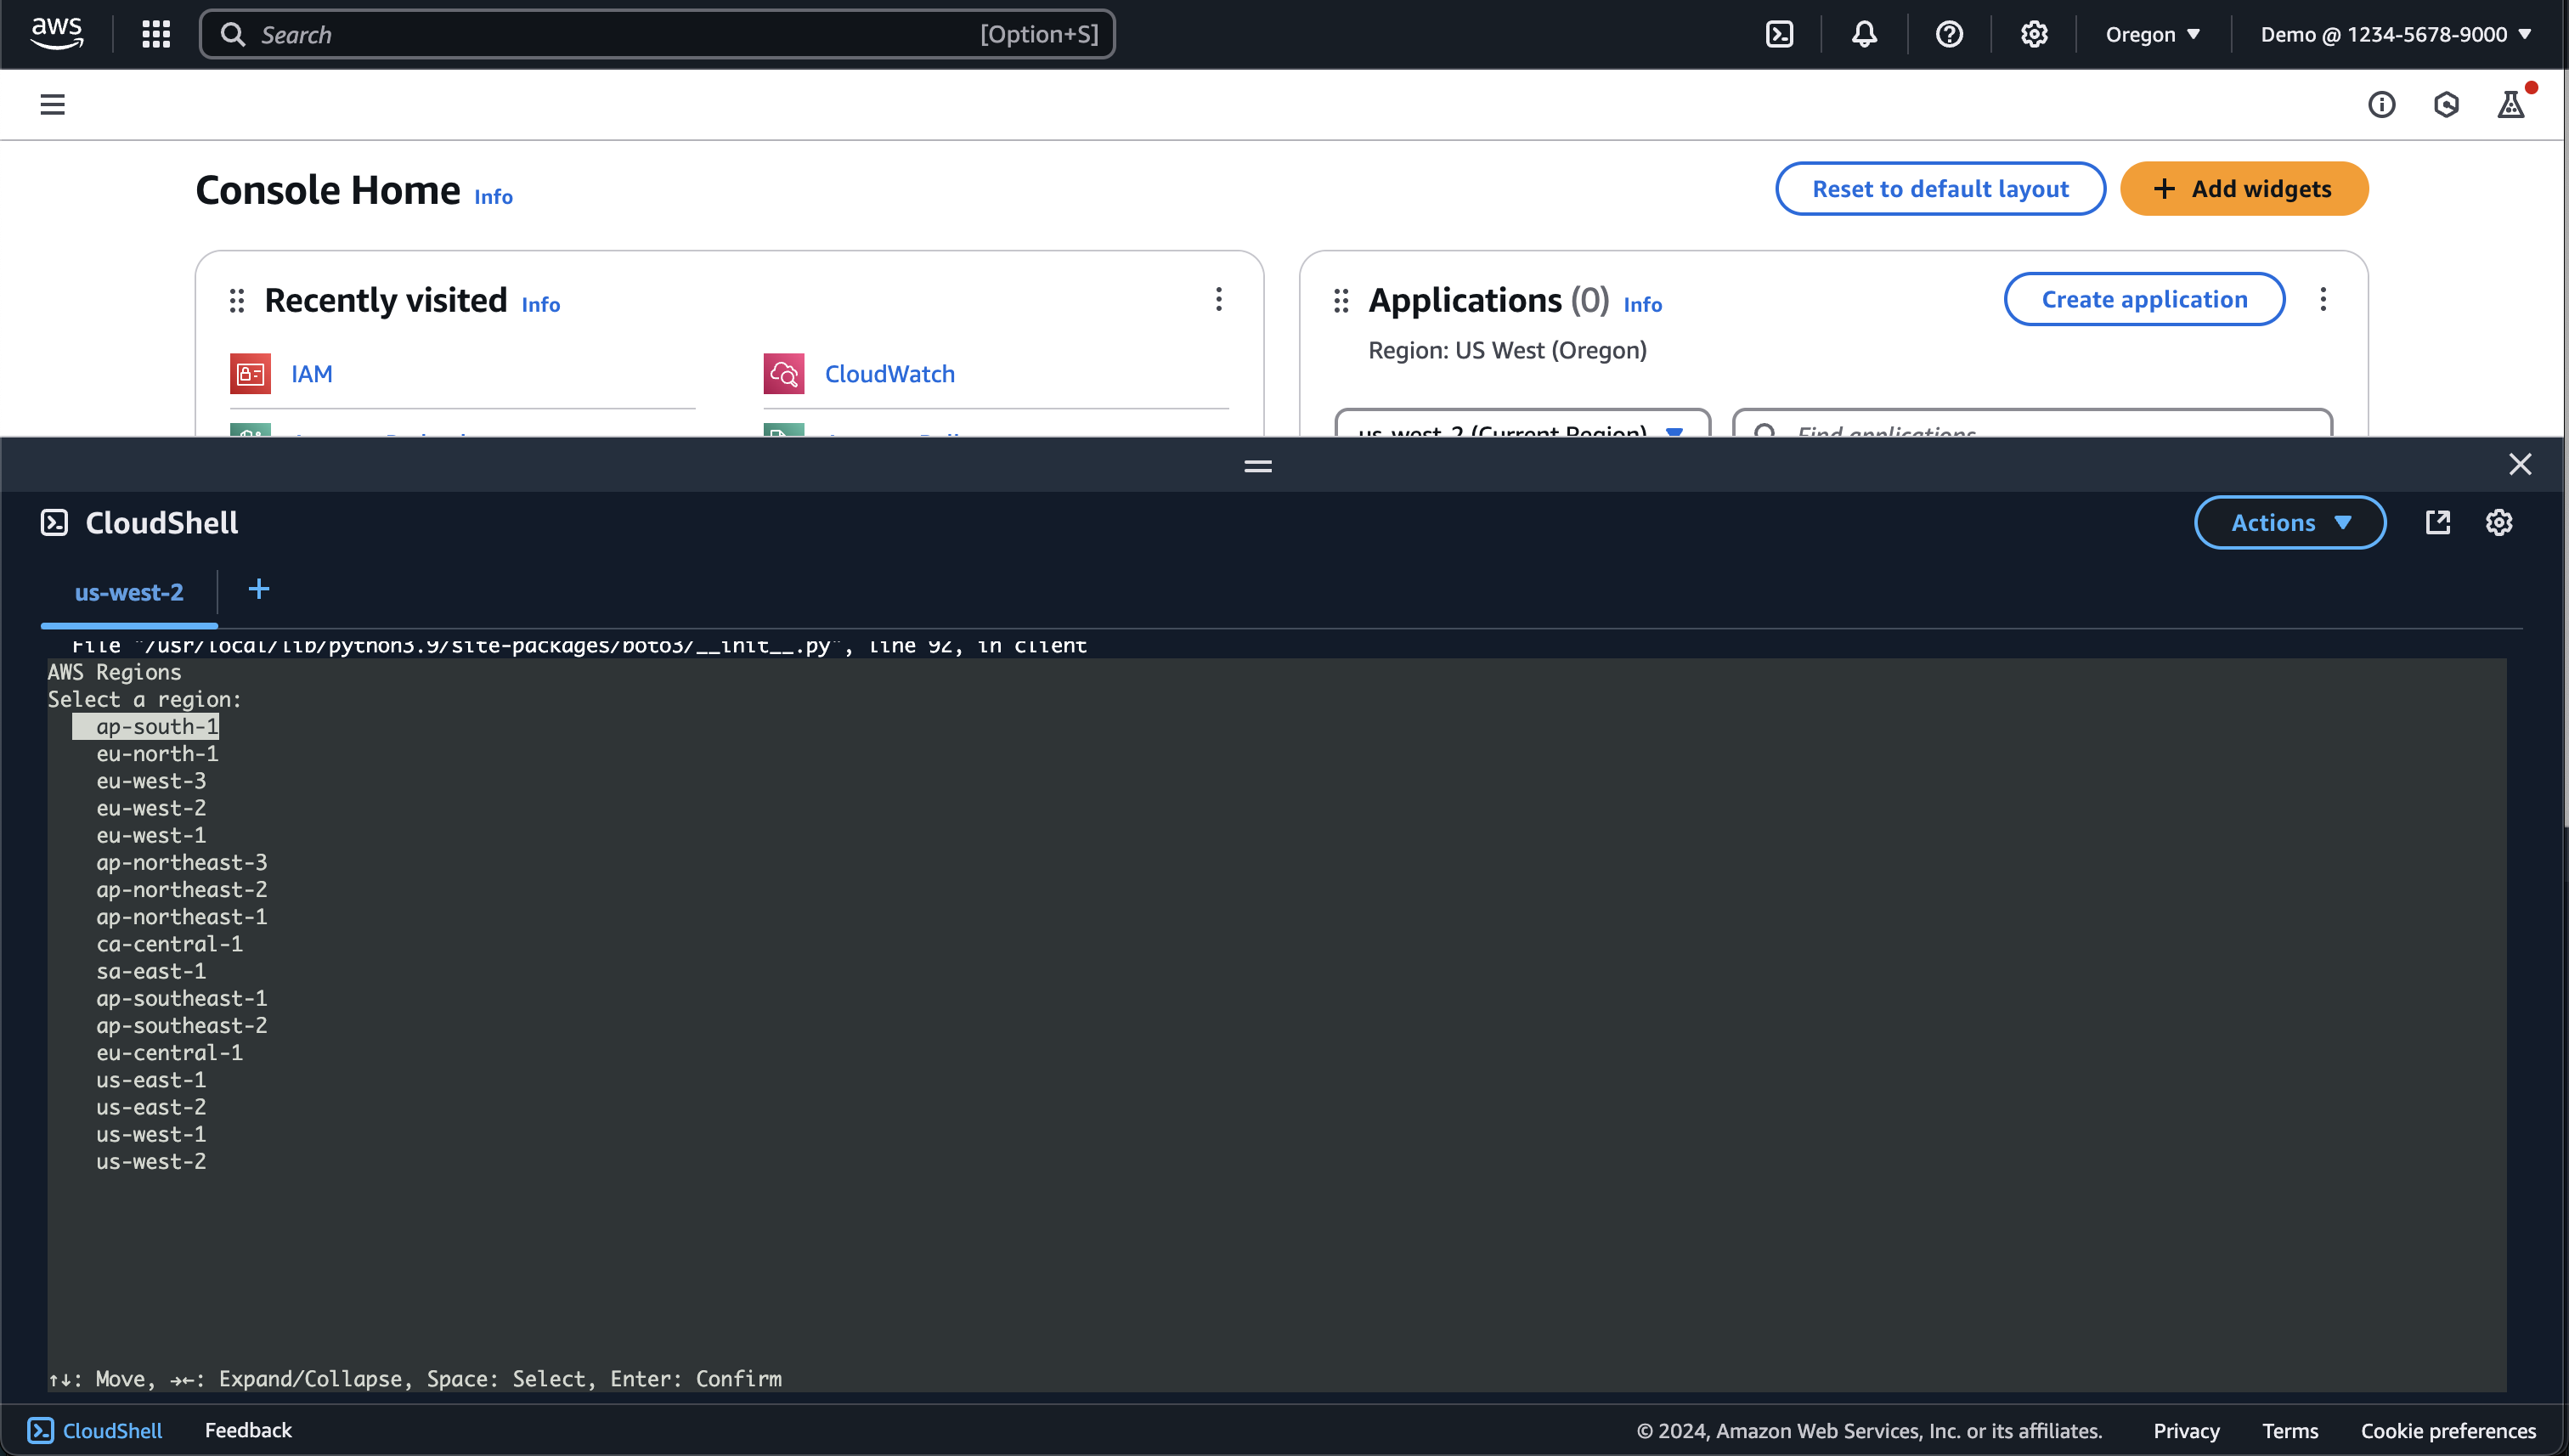 aws
Search [Option+S]
Oregon ▼
Demo @ 1234-5678-9000 ▼
Console Home Info
Reset to default layout
+ Add widgets
Recently visited Info
IAM
CloudWatch
Applications (0) Info
Create application
Region: US West (Oregon)
us-west-2 (Current Region)
Find applications
CloudShell
Actions ▼
us-west-2 +
File "/usr/local/lib/python3.9/site-packages/boto3/__init__.py", line 92, in client
AWS Regions
Select a region:
ap-south-1
eu-north-1
eu-west-3
eu-west-2
eu-west-1
ap-northeast-3
ap-northeast-2
ap-northeast-1
ca-central-1
sa-east-1
ap-southeast-1
ap-southeast-2
eu-central-1
us-east-1
us-east-2
us-west-1
us-west-2
↑↓: Move, →←: Expand/Collapse, Space: Select, Enter: Confirm
CloudShell
Feedback
© 2024, Amazon Web Services, Inc. or its affiliates.
Privacy
Terms
Cookie preferences